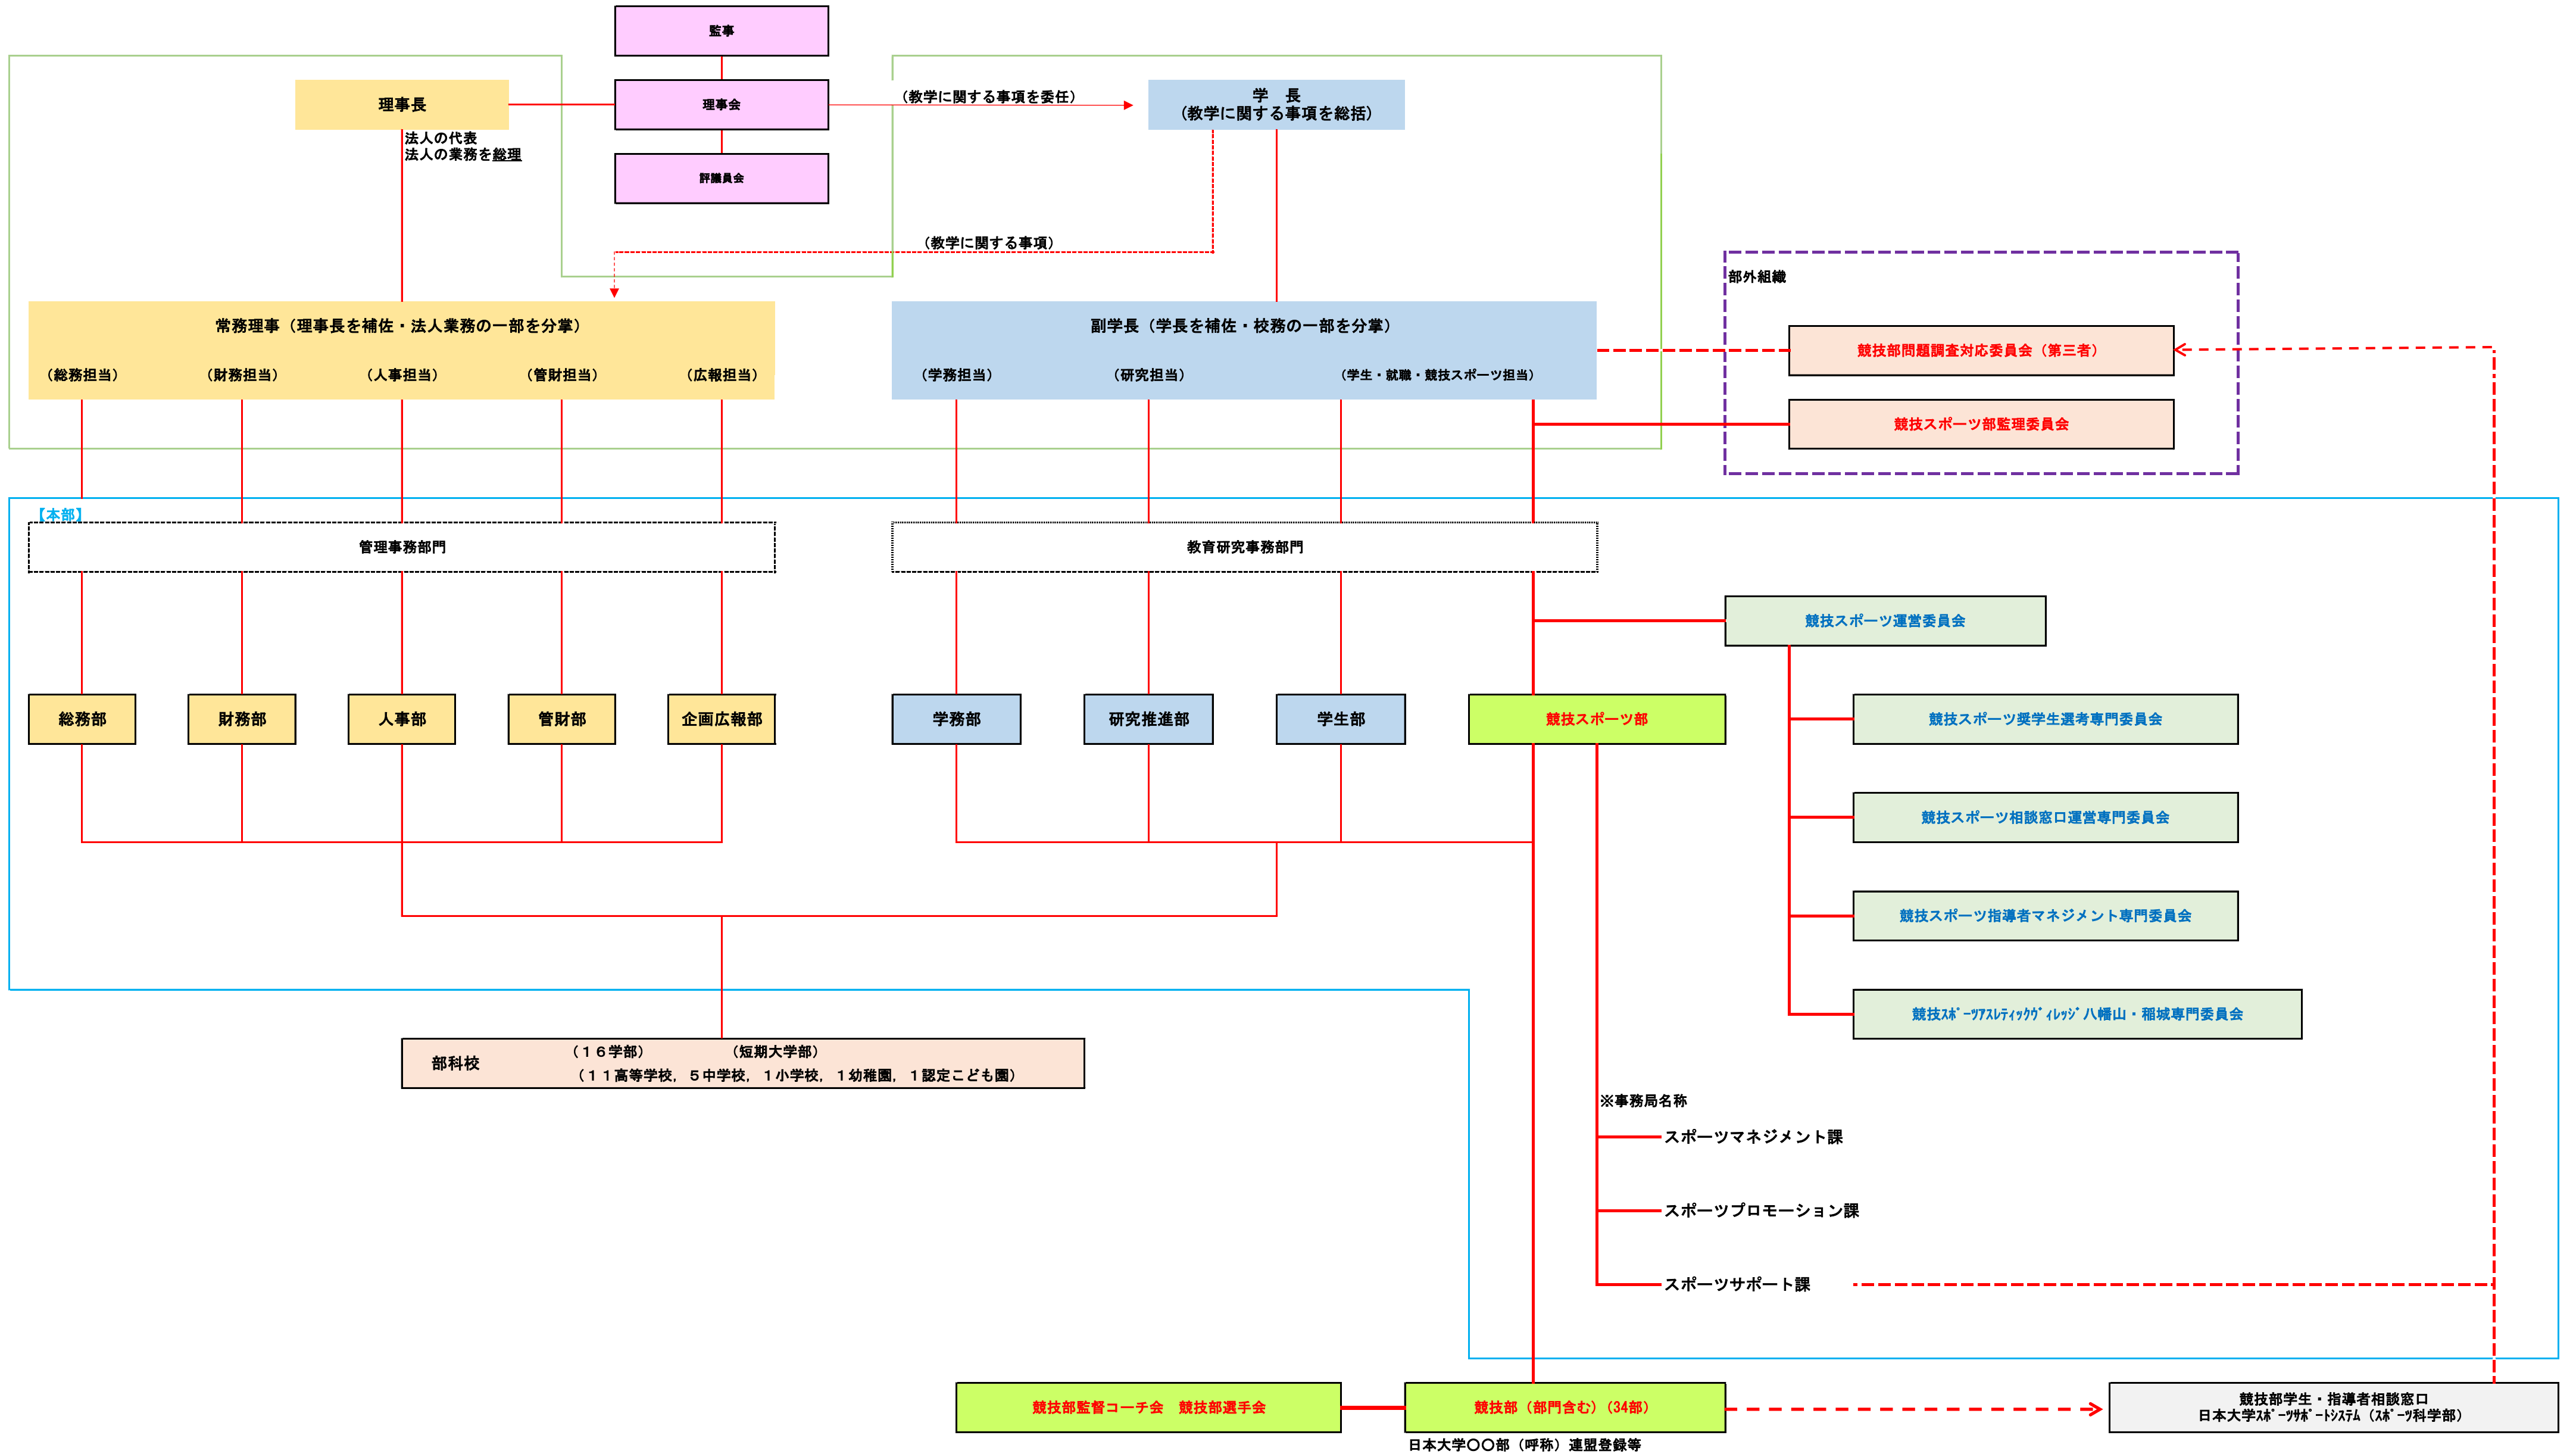 監事
理事長
理事会
（教学に関する事項を委任）
学　長
（教学に関する事項を総括）
法人の代表
法人の業務を総理
評議員会
（教学に関する事項）
部外組織
常務理事（理事長を補佐・法人業務の一部を分掌）
（総務担当）
（財務担当）
（人事担当）
（管財担当）
（広報担当）
副学長（学長を補佐・校務の一部を分掌）
（学務担当）
（研究担当）
（学生・就職・競技スポーツ担当）
競技部問題調査対応委員会（第三者）
競技スポーツ部監理委員会
【本部】
管理事務部門
教育研究事務部門
競技スポーツ運営委員会
総務部
財務部
人事部
管財部
企画広報部
学務部
研究推進部
学生部
競技スポーツ部
競技スポーツ奨学生選考専門委員会
競技スポーツ相談窓口運営専門委員会
競技スポーツ指導者マネジメント専門委員会
競技ｽﾎﾟｰﾂｱｽﾚﾃｨｯｸｳﾞｨﾚｯｼﾞ八幡山・稲城専門委員会
部科校
（１６学部）
（短期大学部）
（１１高等学校，５中学校，１小学校，１幼稚園，１認定こども園）
※事務局名称
スポーツマネジメント課
スポーツプロモーション課
スポーツサポート課
競技部監督コーチ会　競技部選手会
競技部（部門含む）（34部）
競技部学生・指導者相談窓口
日本大学ｽﾎﾟｰﾂｻﾎﾟｰﾄｼｽﾃﾑ（ｽﾎﾟｰﾂ科学部）
日本大学〇〇部（呼称）連盟登録等